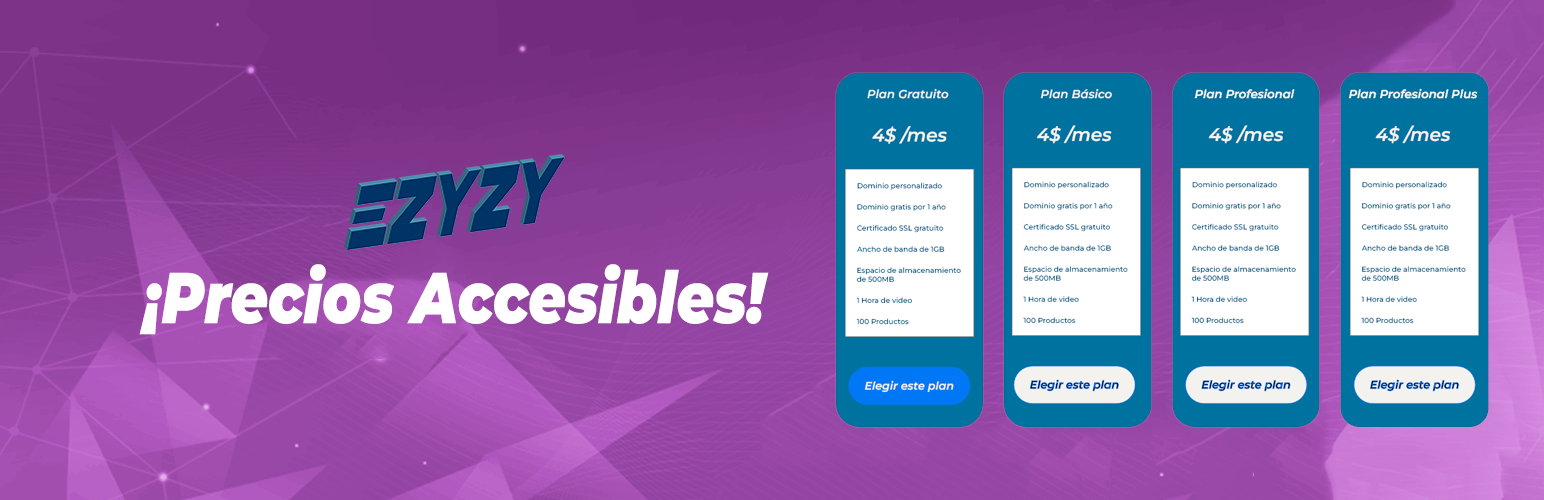 EZYZY
¡Precios Accesibles!
Plan Gratuito
4$ /mes
Dominio personalizado
Dominio gratis por 1 año
Certificado SSL gratuito
Ancho de banda de 1GB
Espacio de almacenamiento
de 500MB
1 Hora de video
100 Productos
Elegir este plan
Plan Básico
4$ /mes
Dominio personalizado
Dominio gratis por 1 año
Certificado SSL gratuito
Ancho de banda de 1GB
Espacio de almacenamiento
de 500MB
1 Hora de video
100 Productos
Elegir este plan
Plan Profesional
4$ /mes
Dominio personalizado
Dominio gratis por 1 año
Certificado SSL gratuito
Ancho de banda de 1GB
Espacio de almacenamiento
de 500MB
1 Hora de video
100 Productos
Elegir este plan
Plan Profesional Plus
4$ /mes
Dominio personalizado
Dominio gratis por 1 año
Certificado SSL gratuito
Ancho de banda de 1GB
Espacio de almacenamiento
de 500MB
1 Hora de video
100 Productos
Elegir este plan